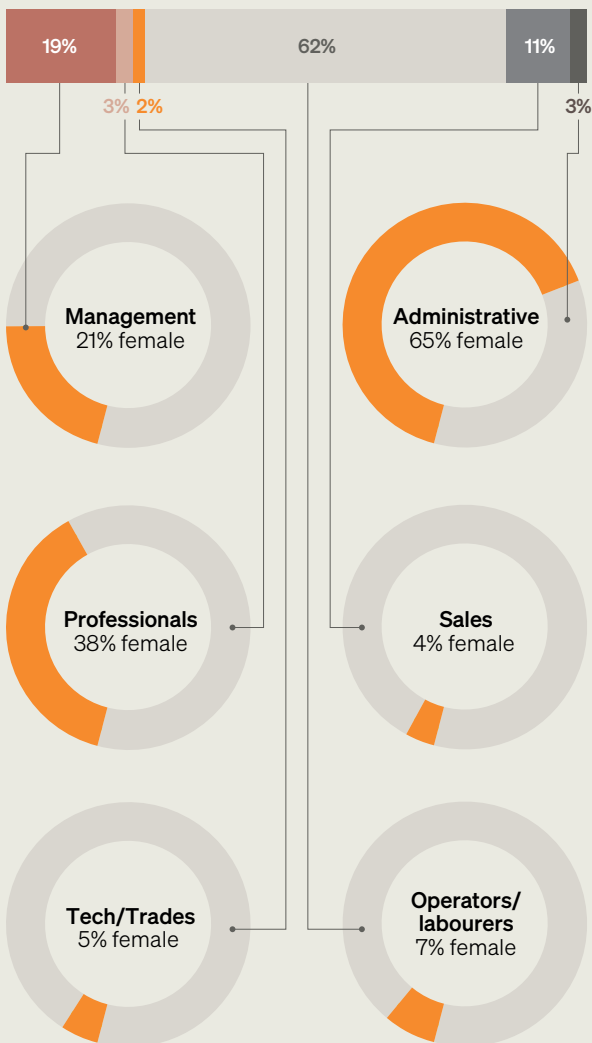 19%
62%
11%
3%
2%
3%
Management
21% female
Administrative
65% female
Professionals
38% female
Sales
4% female
Tech/Trades
5% female
Operators/
labourers
7% female